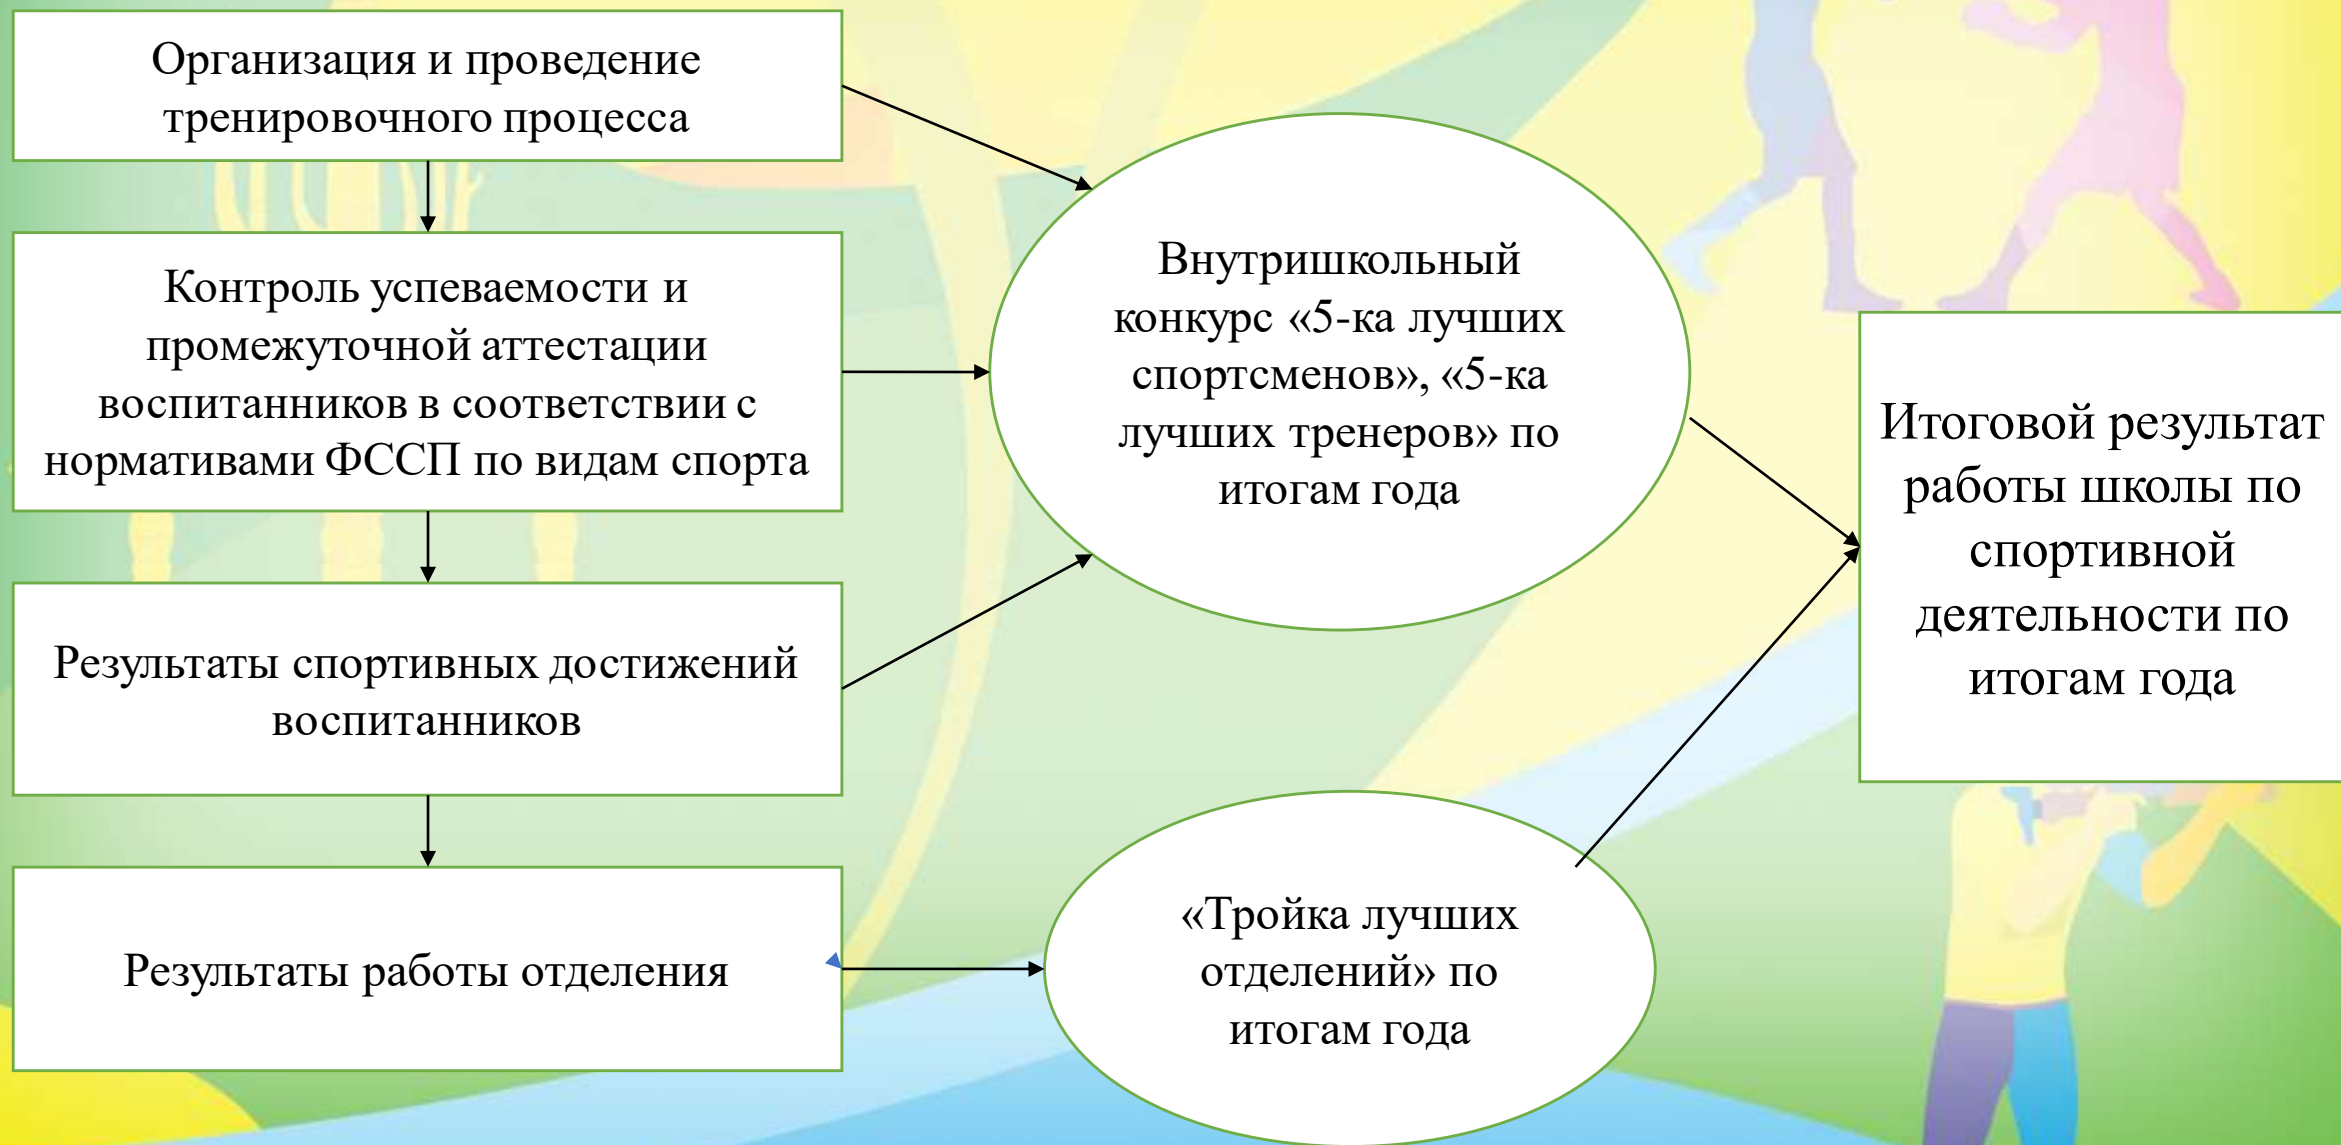 Организация и проведение
тренировочного процесса
Контроль успеваемости и
промежуточной аттестации
воспитанников в соответствии с
нормативами ФССП по видам спорта
Результаты спортивных достижений
воспитанников
Результаты работы отделения
Внутришкольный
конкурс «5-ка лучших
спортсменов», «5-ка
лучших тренеров» по
итогам года
«Тройка лучших
отделений» по
итогам года
Итоговой результат
работы школы по
спортивной
деятельности по
итогам года